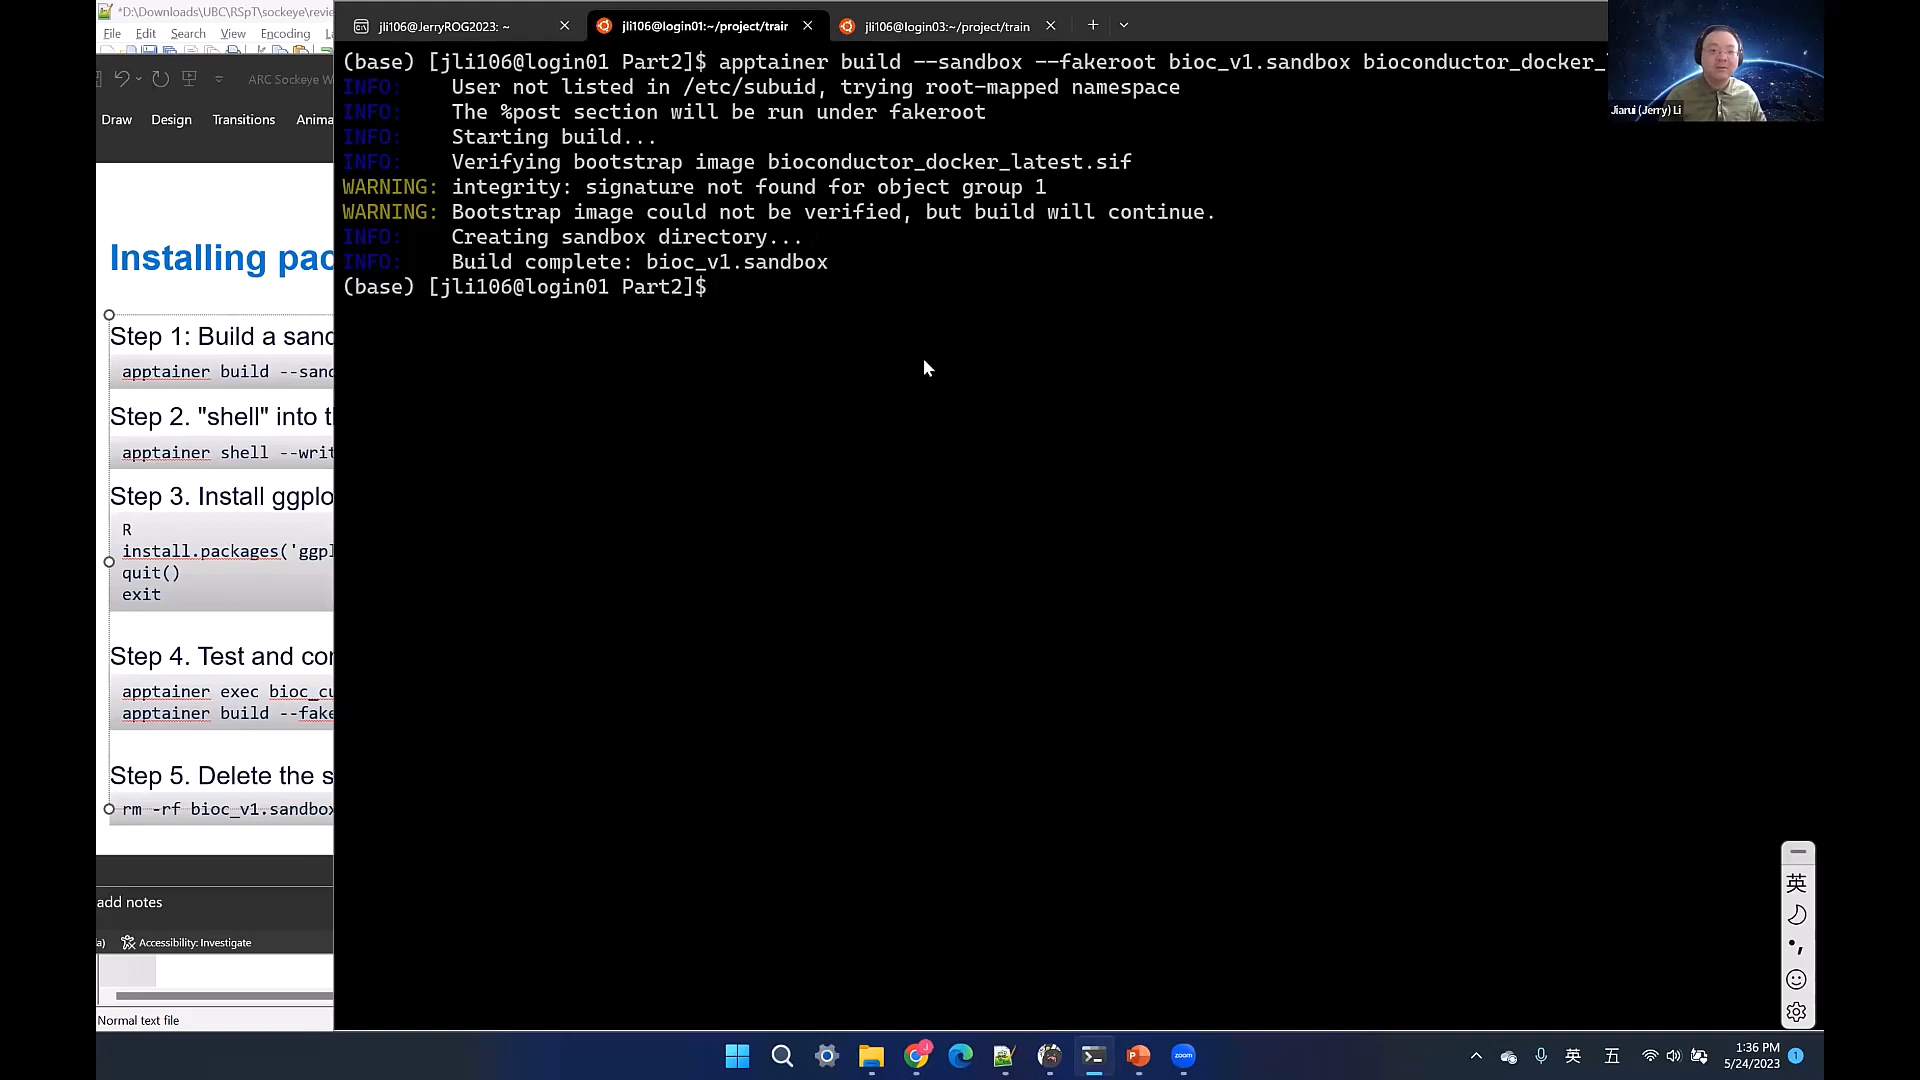 *D:\Downloads\UBC\RSpT\sockeye\revie
File Edit Search View Encoding
ARC Sockeye W
Draw Design Transitions Anima
Installing pac
Step 1: Build a sand
apptainer build --sand
Step 2. "shell" into t
apptainer shell --writ
Step 3. Install ggplo
R
install.packages('ggpl
quit()
exit
Step 4. Test and con
apptainer exec bioc_cu
apptainer build --fake
Step 5. Delete the s
rm -rf bioc_v1.sandbox
add notes
a) Accessibility: Investigate
Normal text file
jli106@JerryROG2023: ~
jli106@login01:~/project/train
jli106@login03:~/project/train
(base) [jli106@login01 Part2]$ apptainer build --sandbox --fakeroot bioc_v1.sandbox bioconductor_docker_
INFO: User not listed in /etc/subuid, trying root-mapped namespace
INFO: The %post section will be run under fakeroot
INFO: Starting build...
INFO: Verifying bootstrap image bioconductor_docker_latest.sif
WARNING: integrity: signature not found for object group 1
WARNING: Bootstrap image could not be verified, but build will continue.
INFO: Creating sandbox directory...
INFO: Build complete: bioc_v1.sandbox
(base) [jli106@login01 Part2]$
Jiarui (Jerry) Li
英
zoom
英
五
1:36 PM
5/24/2023
1